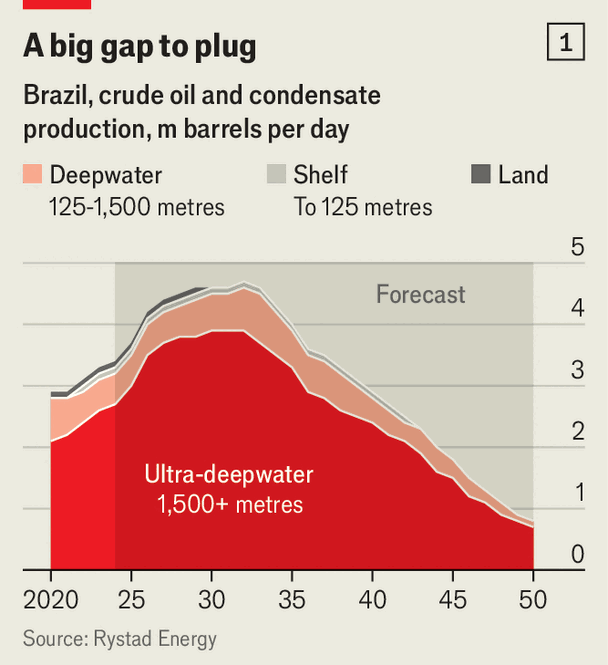 A big gap to plug
1
Brazil, crude oil and condensate
production, m barrels per day
Deepwater
125-1,500 metres
Shelf
To 125 metres
Land
5
Forecast
4
3
2
Ultra-deepwater
1,500+ metres
1
0
2020 25 30 35 40 45 50
Source: Rystad Energy